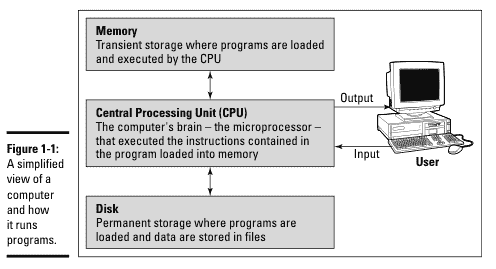 Memory
Transient storage where programs are loaded
and executed by the CPU
Output
Central Processing Unit (CPU)
The computer's brain – the microprocessor –
that executed the instructions contained in
the program loaded into memory
Input
User
Disk
Permanent storage where programs are
loaded and data are stored in files
Figure 1-1:
A simplified
view of a
computer
and how
it runs
programs.